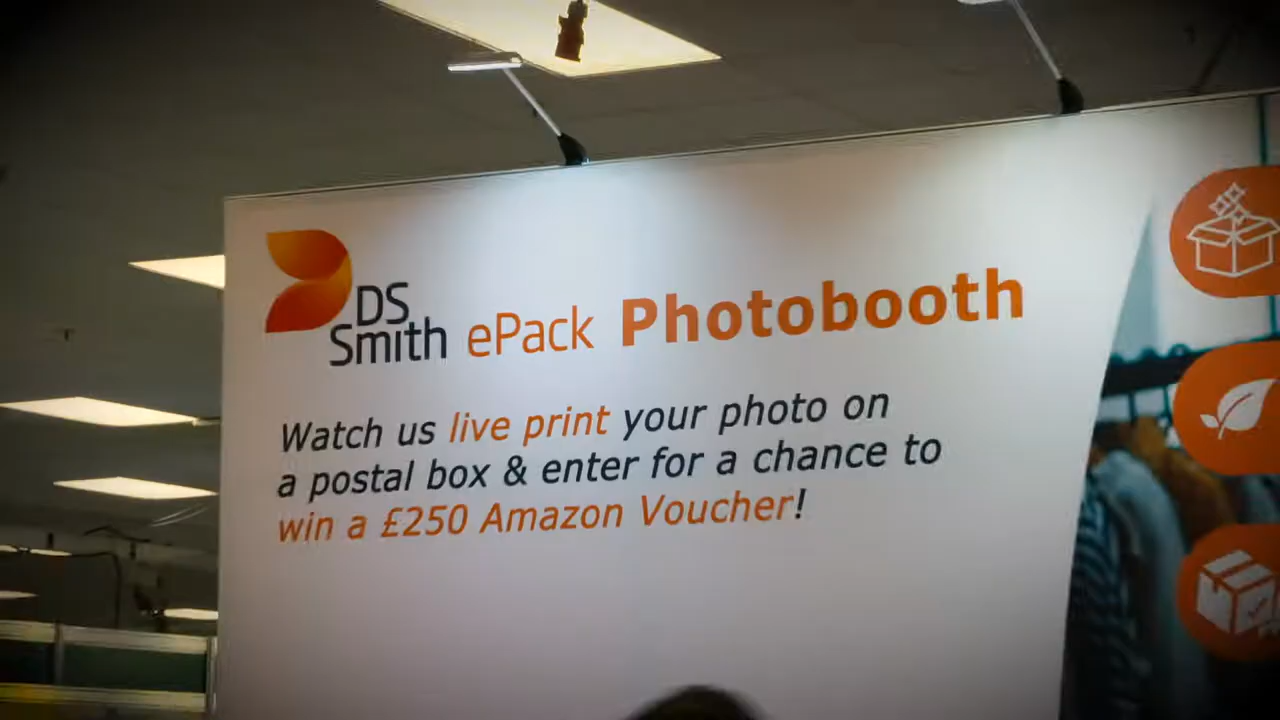 DS
Smith ePack Photobooth
Watch us live print your photo on
a postal box & enter for a chance to
win a £250 Amazon Voucher!